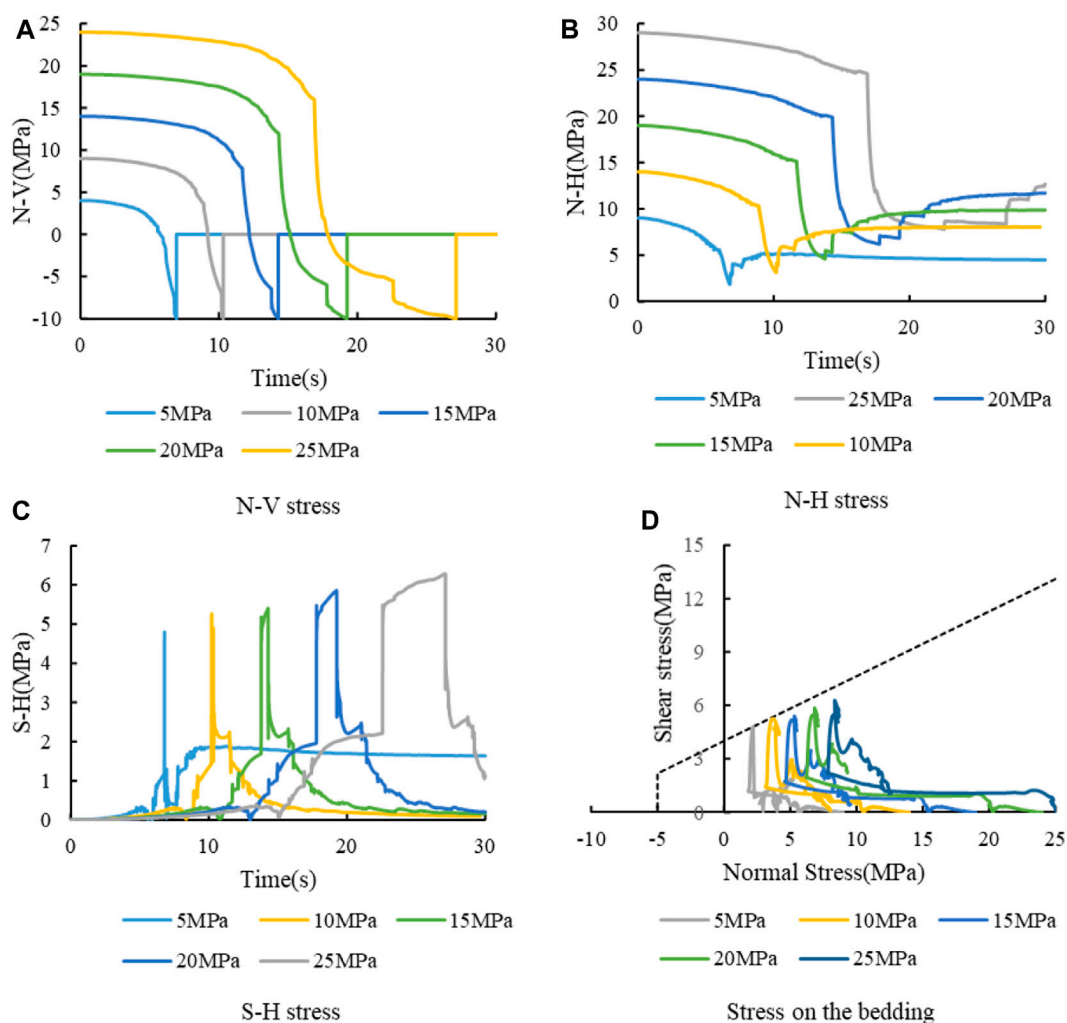 A
N-V(MPa)
25
20
15
10
5
0
-5
-10
0 10 20 30
Time(s)
5MPa 10MPa 15MPa
20MPa 25MPa
N-V stress
B
N-H(MPa)
30
25
20
15
10
5
0
0 10 20 30
Time(s)
5MPa 25MPa 20MPa
15MPa 10MPa
N-H stress
C
S-H(MPa)
7
6
5
4
3
2
1
0
0 10 20 30
Time(s)
5MPa 10MPa 15MPa
20MPa 25MPa
S-H stress
D
Shear stress(MPa)
15
13
9
6
3
0
-10 -5 0 5 10 15 20 25
Normal Stress(MPa)
5MPa 10MPa 15MPa
20MPa 25MPa
Stress on the bedding